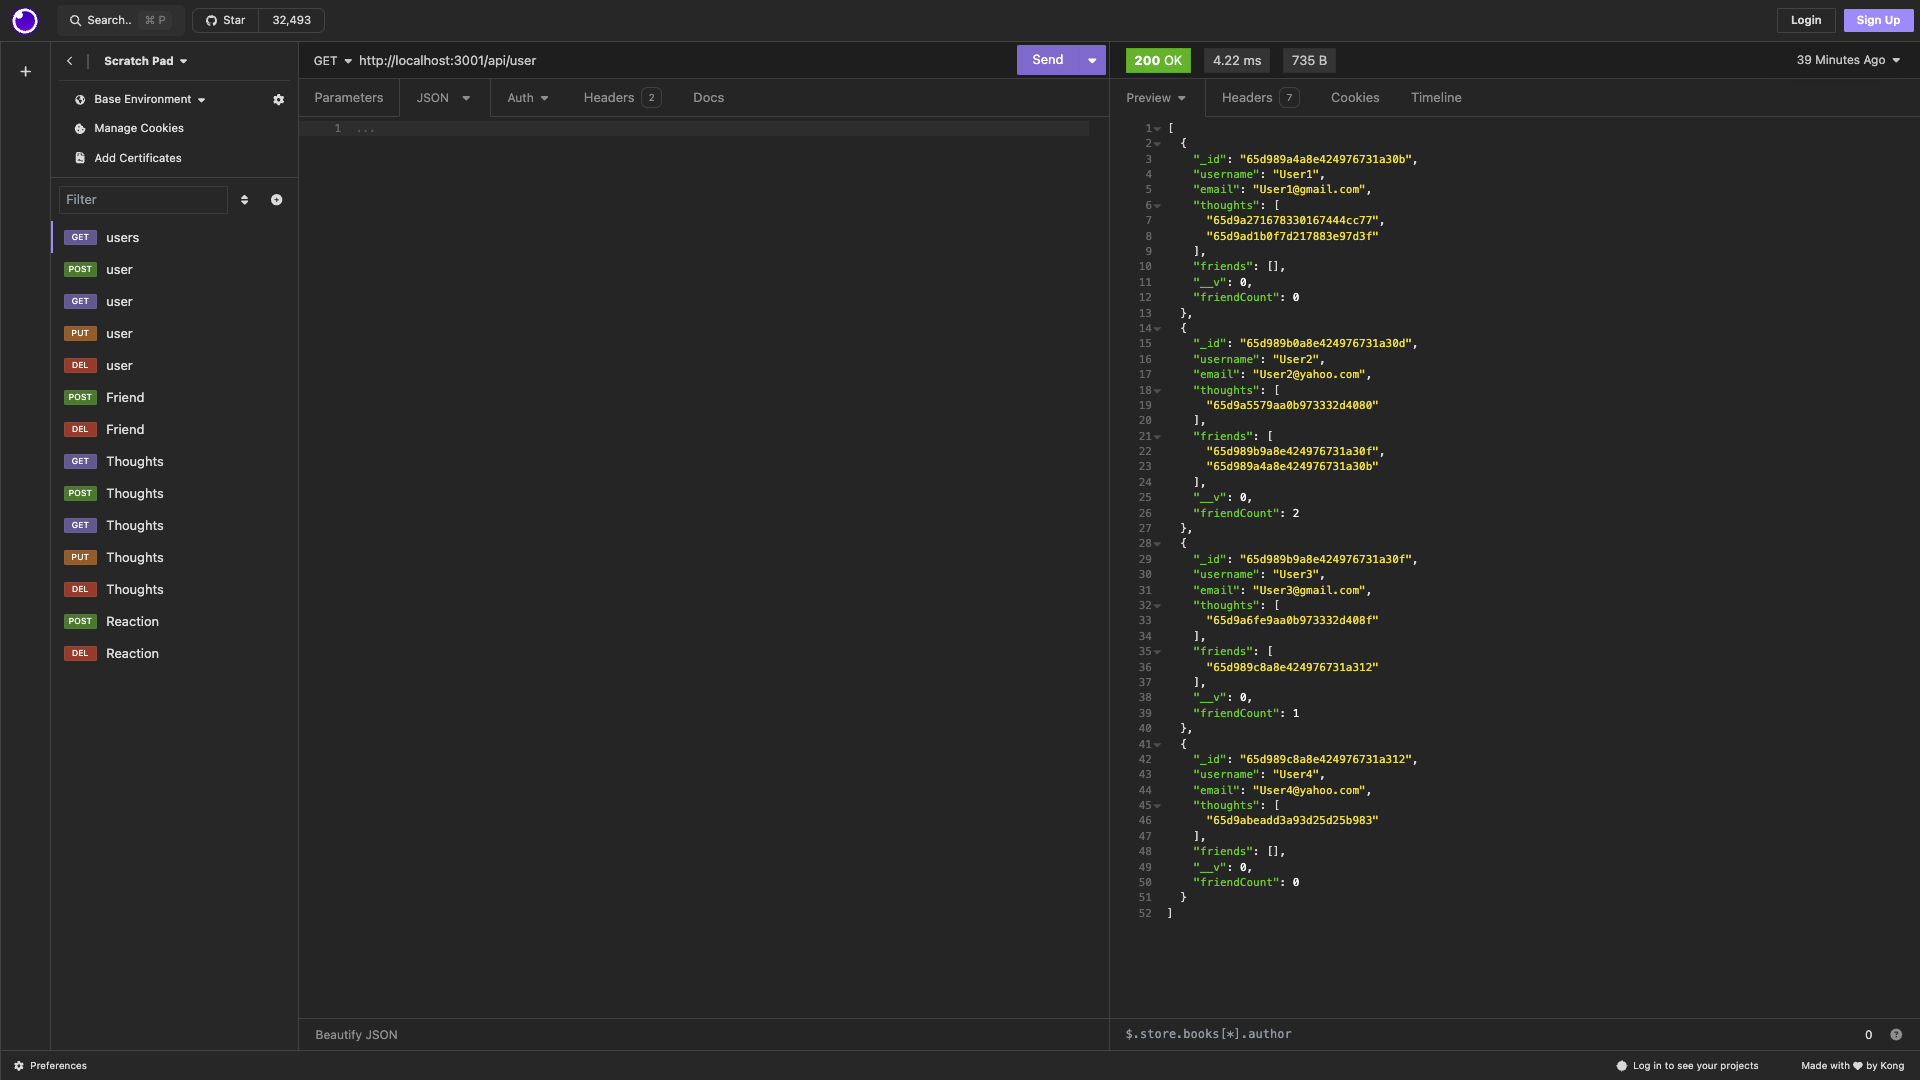 Search.. ⌘ P
Star 32,493
Login
Sign Up
Scratch Pad
Base Environment
Manage Cookies
Add Certificates
Filter
GET users
POST user
GET user
PUT user
DEL user
POST Friend
DEL Friend
GET Thoughts
POST Thoughts
GET Thoughts
PUT Thoughts
DEL Thoughts
POST Reaction
DEL Reaction
GET http://localhost:3001/api/user
Send
Parameters JSON Auth Headers 2 Docs
1 ...
Beautify JSON
200 OK 4.22 ms 735 B
39 Minutes Ago
Preview Headers 7 Cookies Timeline
1 [
2 {
3 "_id": "65d989a4a8e424976731a30b",
4 "username": "User1",
5 "email": "User1@gmail.com",
6 "thoughts": [
7 "65d9a271678330167444cc77",
8 "65d9ad1b0f7d217883e97d3f"
9 ],
10 "friends": [],
11 "__v": 0,
12 "friendCount": 0
13 },
14 {
15 "_id": "65d989b0a8e424976731a30d",
16 "username": "User2",
17 "email": "User2@yahoo.com",
18 "thoughts": [
19 "65d9a5579aa0b973332d4080"
20 ],
21 "friends": [
22 "65d989b9a8e424976731a30f",
23 "65d989a4a8e424976731a30b"
24 ],
25 "__v": 0,
26 "friendCount": 2
27 },
28 {
29 "_id": "65d989b9a8e424976731a30f",
30 "username": "User3",
31 "email": "User3@gmail.com",
32 "thoughts": [
33 "65d9a6fe9aa0b973332d408f"
34 ],
35 "friends": [
36 "65d989c8a8e424976731a312"
37 ],
38 "__v": 0,
39 "friendCount": 1
40 },
41 {
42 "_id": "65d989c8a8e424976731a312",
43 "username": "User4",
44 "email": "User4@yahoo.com",
45 "thoughts": [
46 "65d9abeadd3a93d25d25b983"
47 ],
48 "friends": [],
49 "__v": 0,
50 "friendCount": 0
51 }
52 ]
$.store.books[*].author
0 ?
Preferences
Log in to see your projects
Made with ♥ by Kong